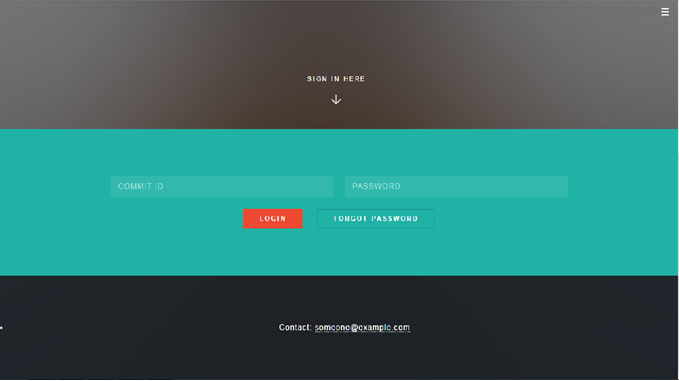 SIGN IN HERE
COMMIT ID
PASSWORD
LOGIN
FORGOT PASSWORD
Contact: someone@example.com